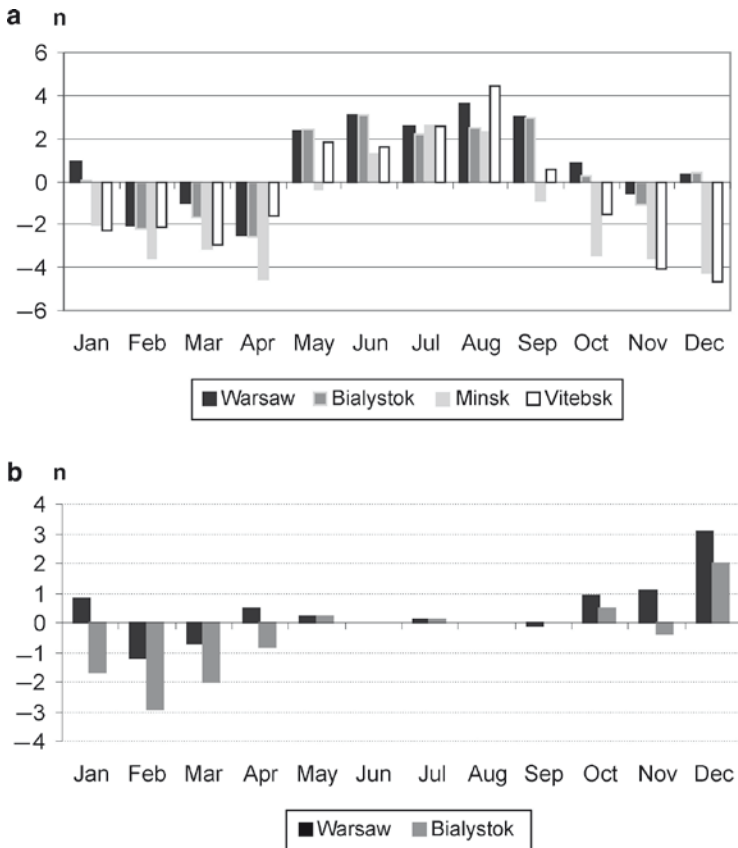 a n
6
4
2
0
−2
−4
−6
Jan Feb Mar Apr May Jun Jul Aug Sep Oct Nov Dec
Warsaw Bialystok Minsk Vitebsk
b n
4
3
2
1
0
−1
−2
−3
−4
Jan Feb Mar Apr May Jun Jul Aug Sep Oct Nov Dec
Warsaw Bialystok